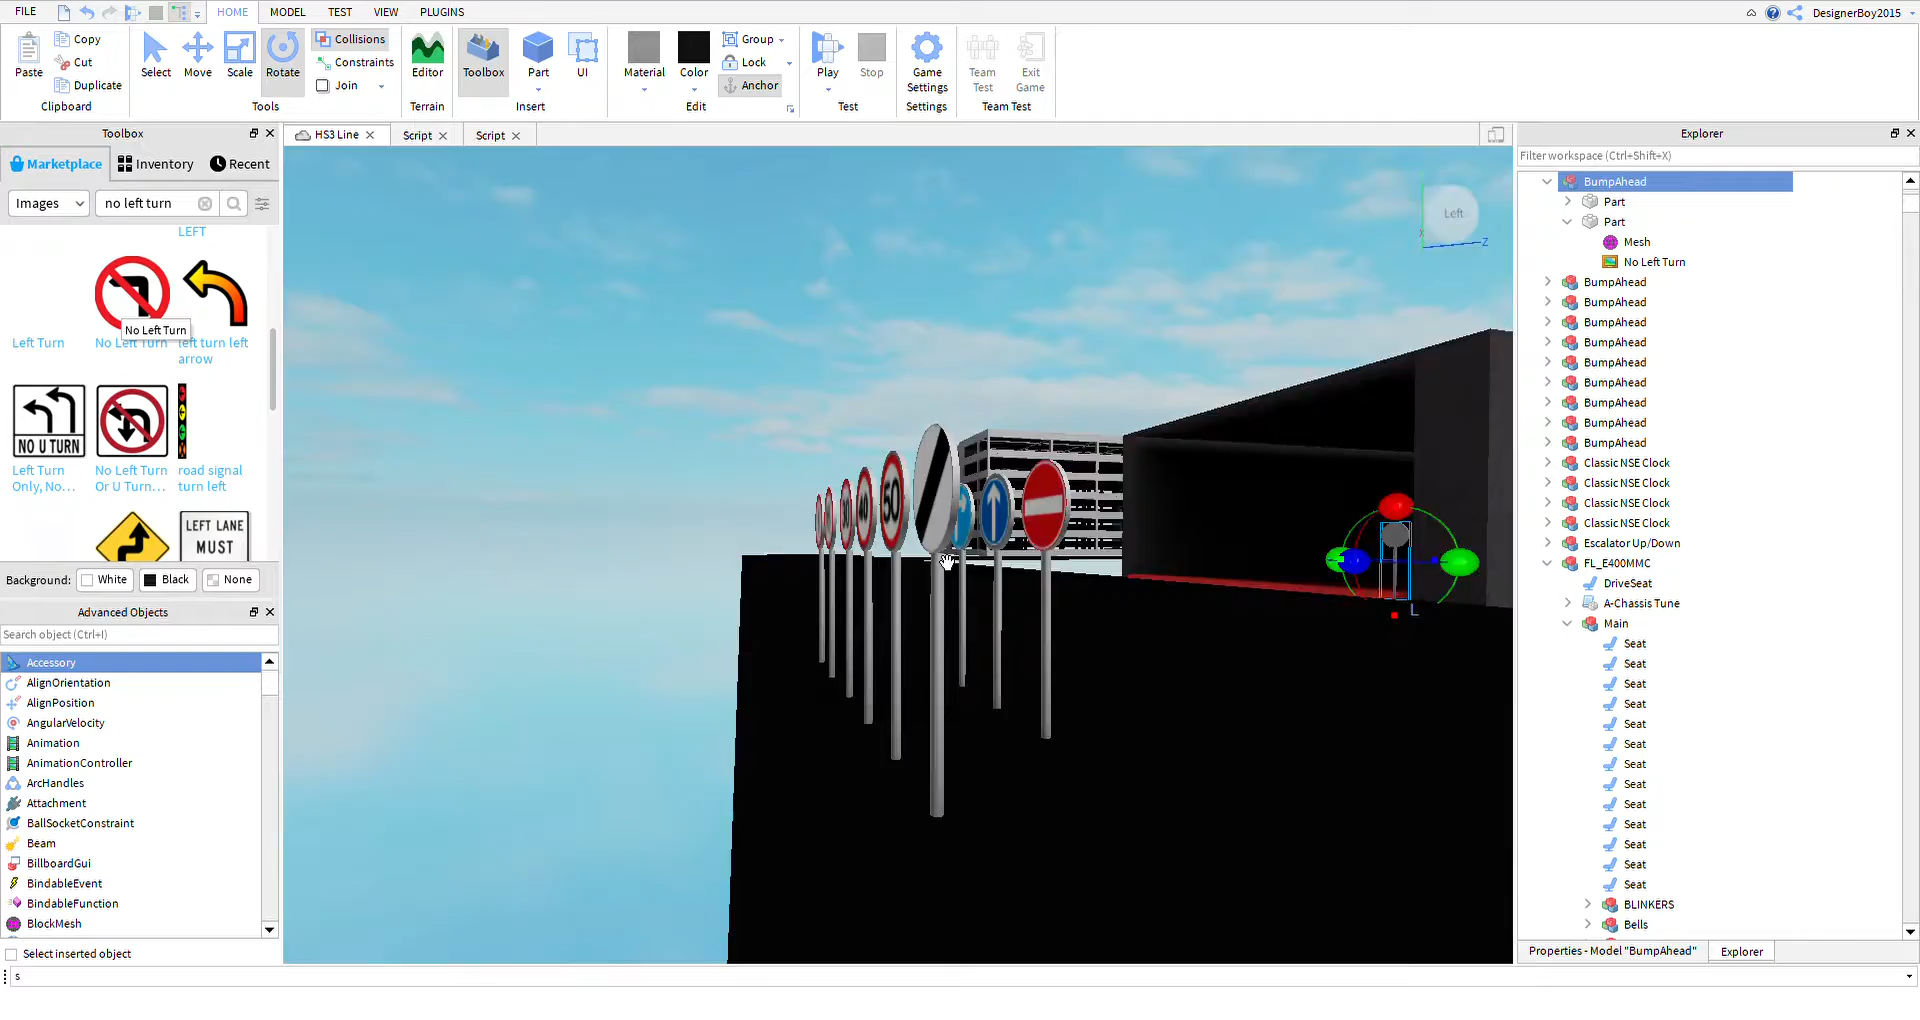 FILE HOME MODEL TEST VIEW PLUGINS DesignerBoy2015
Paste Copy Cut Duplicate Clipboard
Select Move Scale Rotate Tools
Collisions Constraints Join
Editor Terrain
Toolbox Part UI Insert
Material Color Group Lock Anchor Edit
Play Stop Test
Game Settings Settings
Team Test Exit Game Team Test
Toolbox
Marketplace Inventory Recent
Images no left turn
LEFT
No Left Turn
Left Turn No Left Turn left turn left
arrow
NO U TURN
Left Turn No Left Turn road signal
Only, No... Or U Turn... turn left
LEFT LANE
MUST
Background: White Black None
Advanced Objects
Search object (Ctrl+I)
Accessory
AlignOrientation
AlignPosition
AngularVelocity
Animation
AnimationController
ArcHandles
Attachment
BallSocketConstraint
Beam
BillboardGui
BindableEvent
BindableFunction
BlockMesh
Select inserted object
s
HS3 Line Script Script
Left
Z
40
50
L
Explorer
Filter workspace (Ctrl+Shift+X)
BumpAhead
Part
Part
Mesh
No Left Turn
BumpAhead
BumpAhead
BumpAhead
BumpAhead
BumpAhead
BumpAhead
BumpAhead
BumpAhead
BumpAhead
Classic NSE Clock
Classic NSE Clock
Classic NSE Clock
Classic NSE Clock
Escalator Up/Down
FL_E400MMC
DriveSeat
A-Chassis Tune
Main
Seat
Seat
Seat
Seat
Seat
Seat
Seat
Seat
Seat
Seat
Seat
Seat
Seat
BLINKERS
Bells
Properties - Model "BumpAhead" Explorer